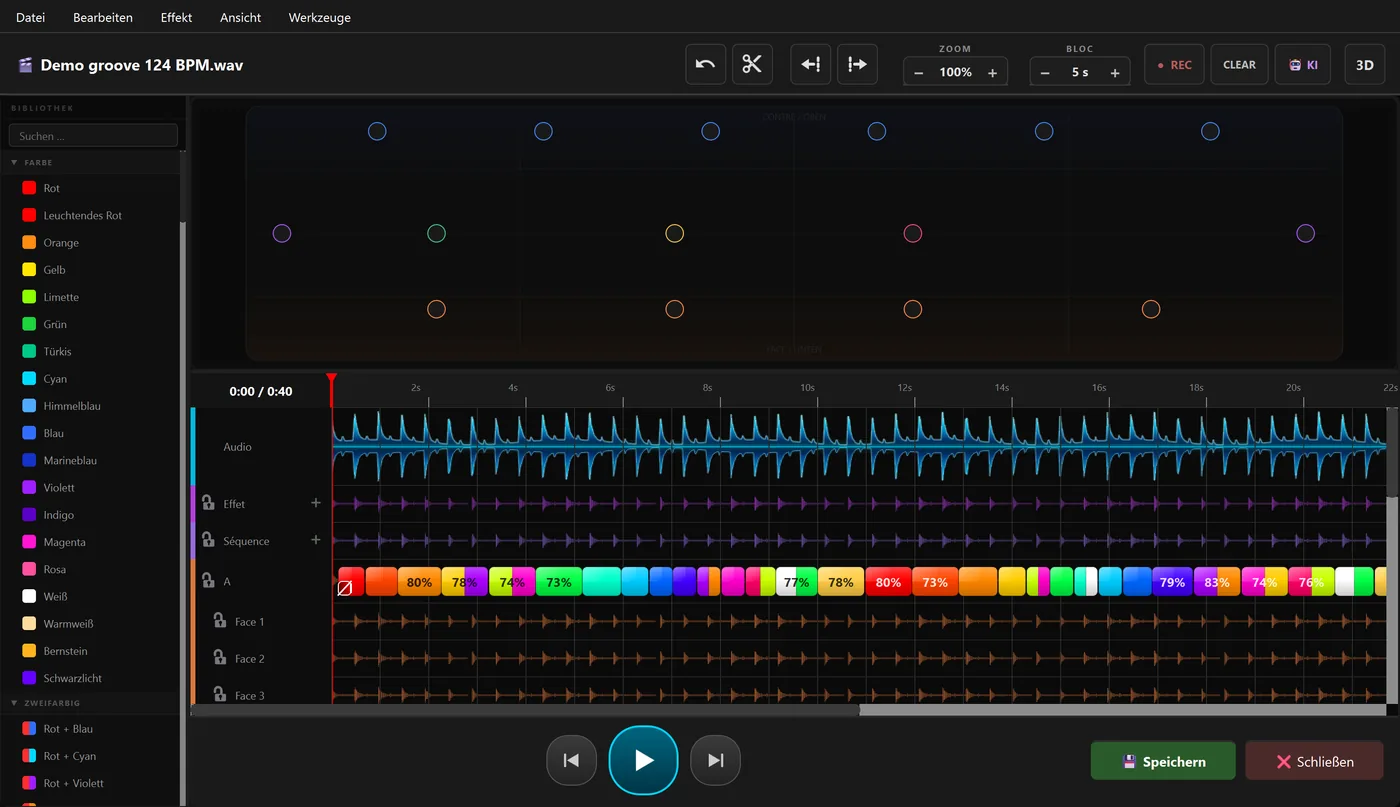 Datei Bearbeiten Effekt Ansicht Werkzeuge
Demo groove 124 BPM.wav
ZOOM
− 100% +
BLOC
− 5 s +
REC
CLEAR
KI
3D
BIBLIOTHEK
Suchen ...
FARBE
Rot
Leuchtendes Rot
Orange
Gelb
Limette
Grün
Türkis
Cyan
Himmelblau
Blau
Marineblau
Violett
Indigo
Magenta
Rosa
Weiß
Warmweiß
Bernstein
Schwarzlicht
ZWEIFARBIG
Rot + Blau
Rot + Cyan
Rot + Violett
0:00 / 0:40
2s 4s 6s 8s 10s 12s 14s 16s 18s 20s 22s
Audio
Effet +
Séquence +
A 80% 78% 74% 73% 77% 78% 80% 73% 79% 83% 74% 76%
Face 1
Face 2
Face 3
Speichern
Schließen